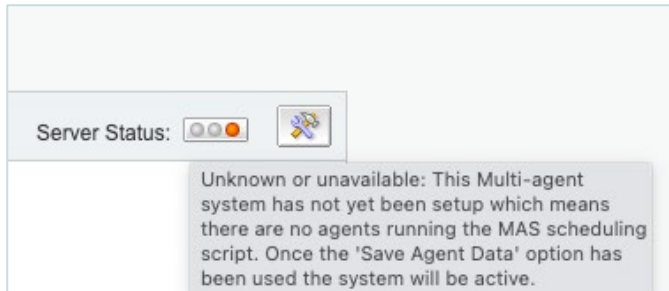 Server Status:
Unknown or unavailable: This Multi-agent
system has not yet been setup which means
there are no agents running the MAS scheduling
script. Once the 'Save Agent Data' option has
been used the system will be active.